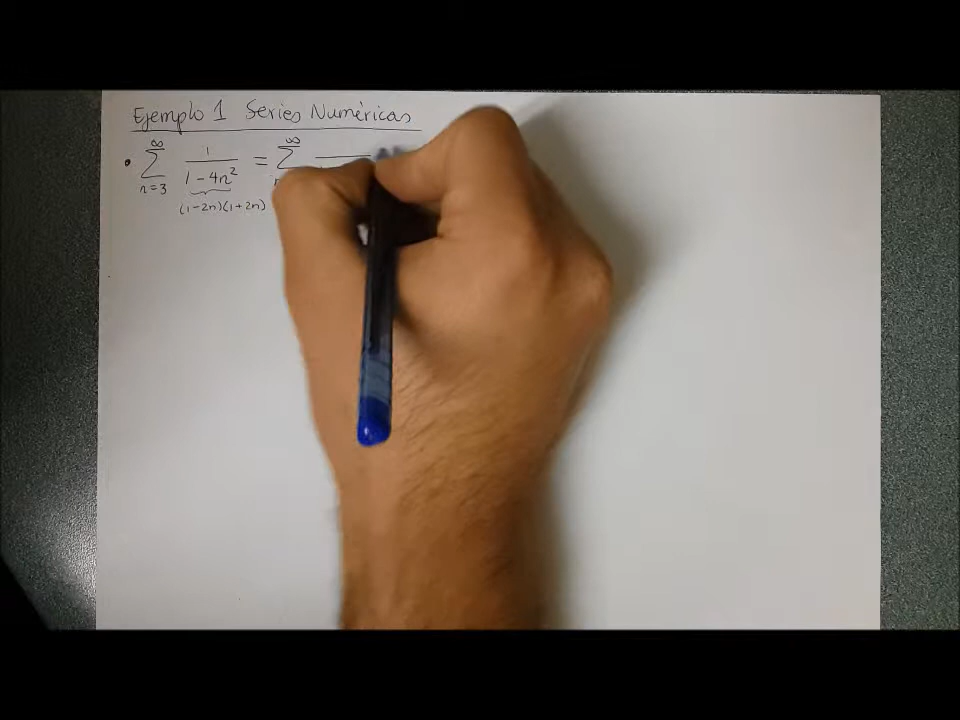 Ejemplo 1 Series Numéricas
• ∞∑n=3 1/(1-4n²) = ∞∑
(1-2n)(1+2n)